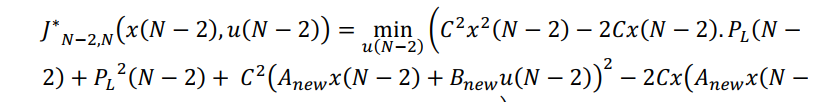 J*_{N−2,N}(x(N − 2), u(N − 2)) = min_{u(N−2)} (C²x²(N − 2) − 2Cx(N − 2). P_L(N −
2) + P_L²(N − 2) + C²(A_{new}x(N − 2) + B_{new}u(N − 2))² − 2Cx(A_{new}x(N −